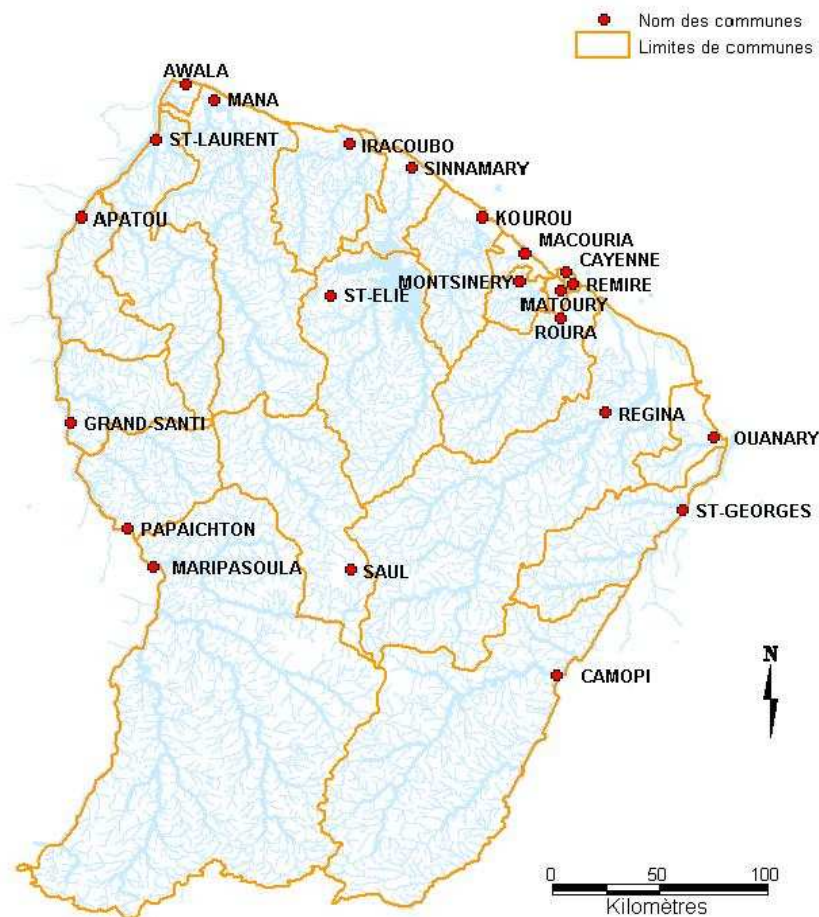 Nom des communes
Limites de communes
AWALA
MANA
ST-LAURENT
IRACOUBO
SINNAMARY
APATOU
KOUROU
MACOURIA
CAYENNE
MONTSINERY
REMIRE
ST-ELIE
MATOURY
ROURA
GRAND-SANTI
REGINA
OUANARY
ST-GEORGES
PAPAICHTON
MARIPASOULA
SAUL
N
CAMOPI
0 50 100
Kilomètres